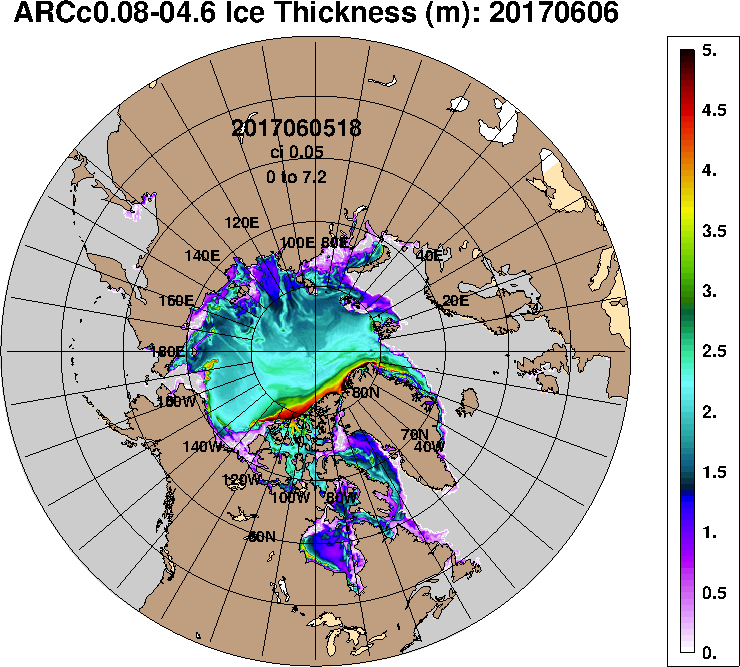 ARCc0.08-04.6 Ice Thickness (m): 20170606
2017060518
ci 0.05
0 to 7.2
120E
100E
80E
140E
40E
160E
20E
180E
160W
80N
140W
70N
40W
120W
100W
80W
60N
5.
4.5
4.
3.5
3.
2.5
2.
1.5
1.
0.5
0.